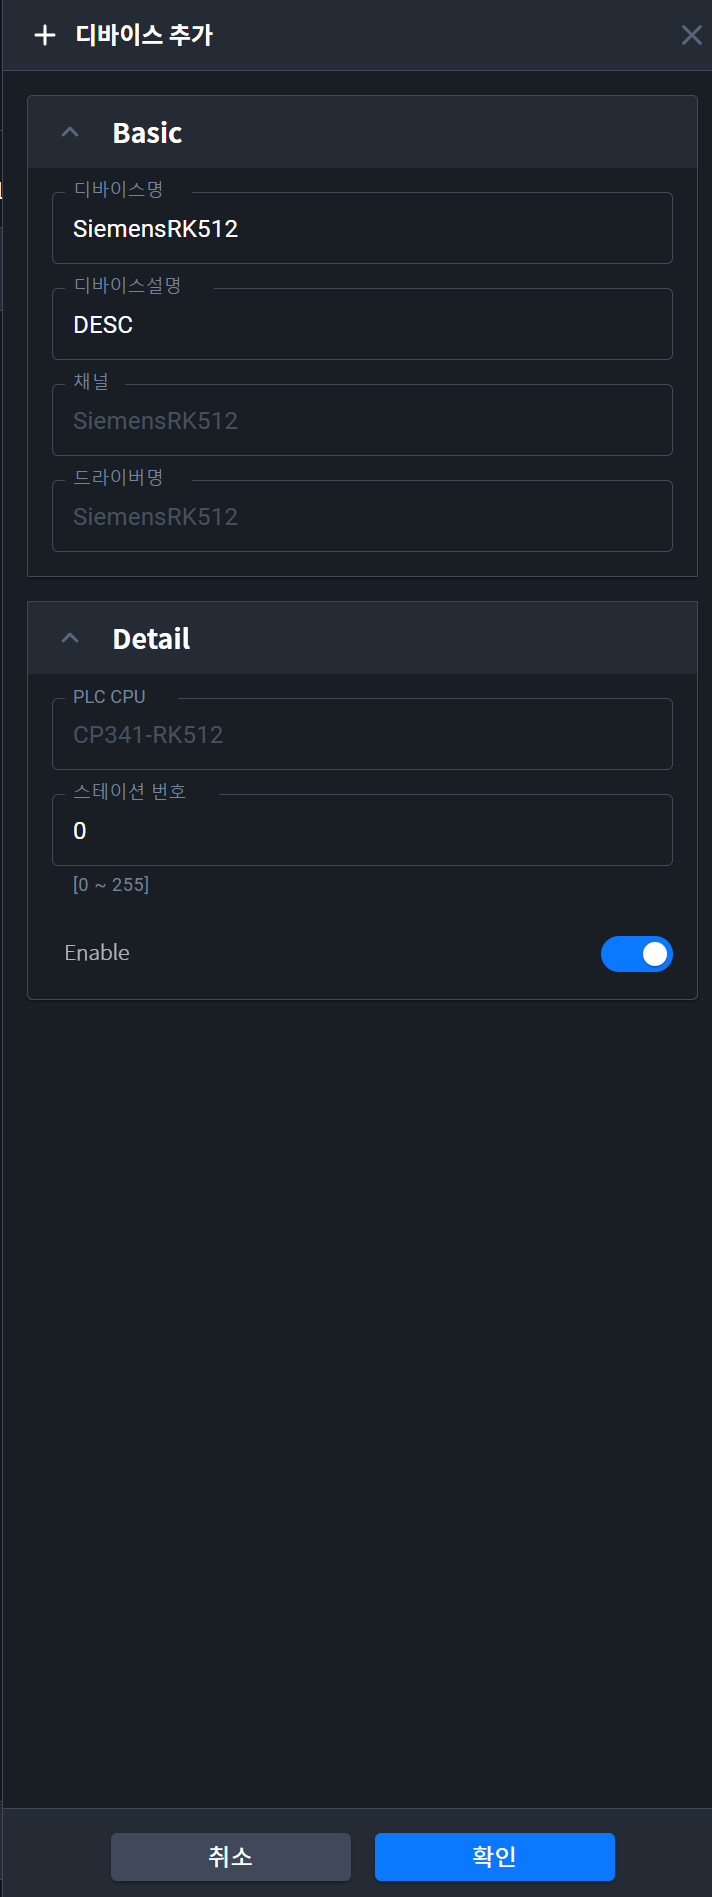 디바이스 추가
Basic
디바이스명
SiemensRK512
디바이스설명
DESC
채널
SiemensRK512
드라이버명
SiemensRK512
Detail
PLC CPU
CP341-RK512
스테이션 번호
0
[0 ~ 255]
Enable
취소
확인